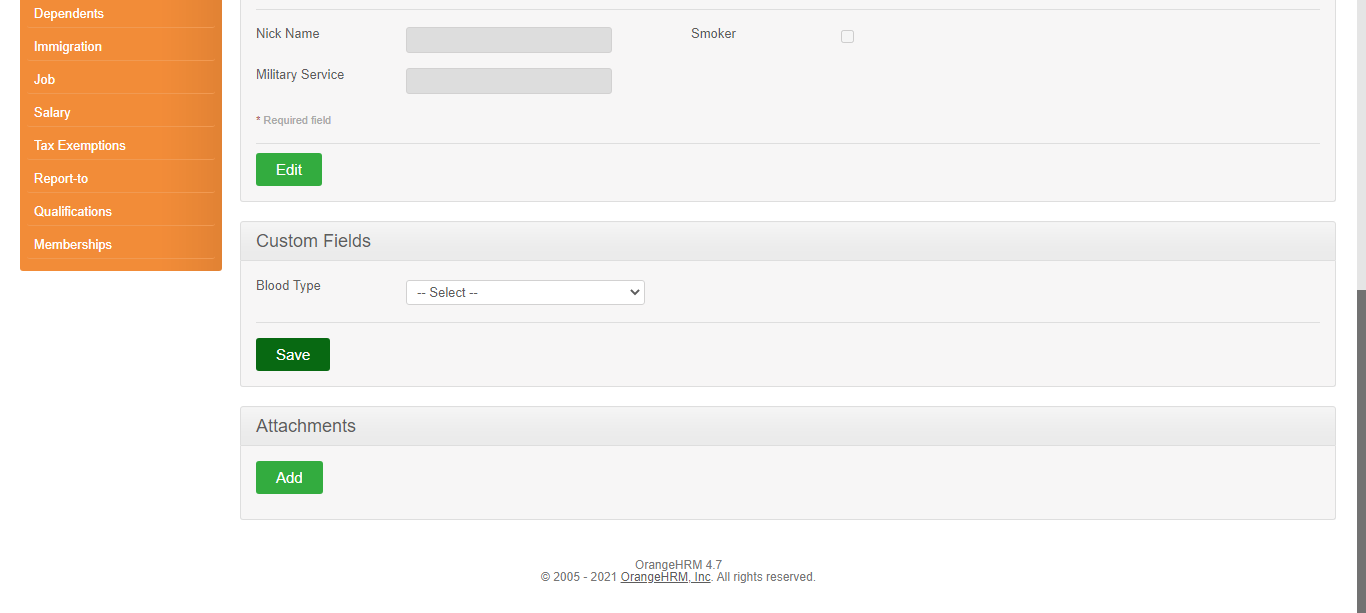 Dependents
Immigration
Job
Salary
Tax Exemptions
Report-to
Qualifications
Memberships
Nick Name
Smoker
Military Service
* Required field
Edit
Custom Fields
Blood Type
-- Select --
Save
Attachments
Add
OrangeHRM 4.7
© 2005 - 2021 OrangeHRM, Inc. All rights reserved.